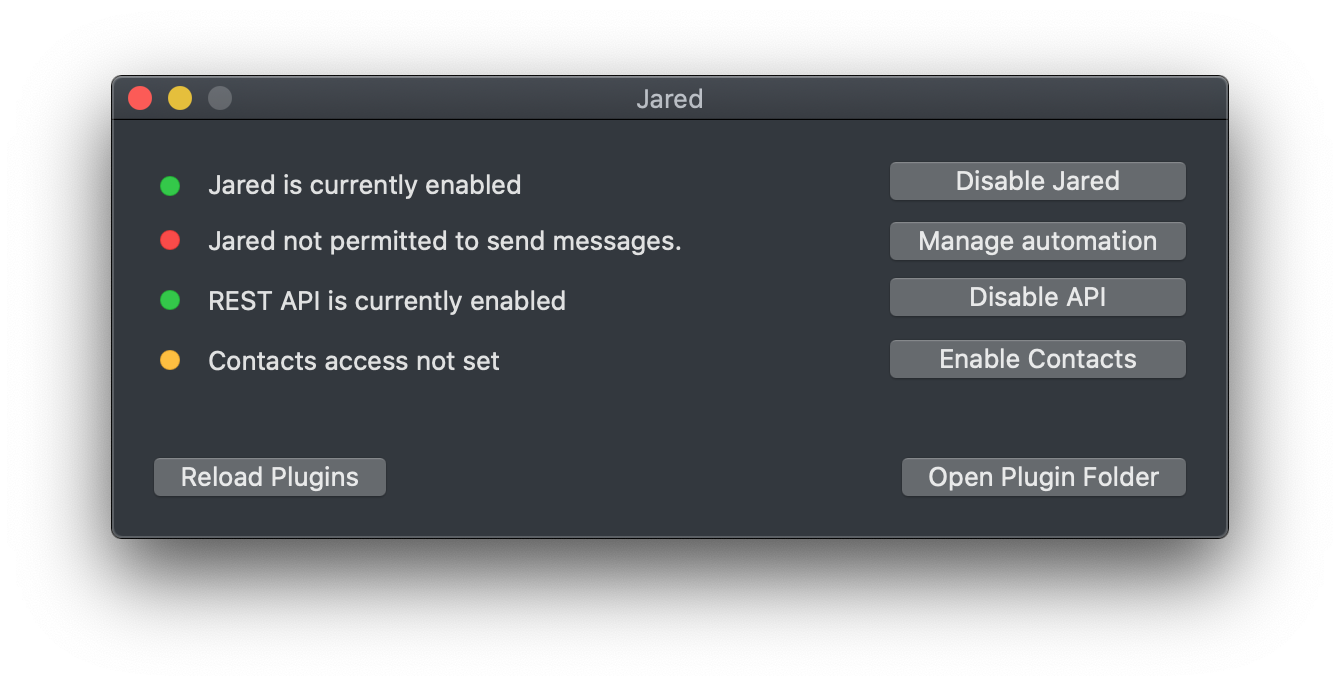 Jared
Jared is currently enabled
Disable Jared
Jared not permitted to send messages.
Manage automation
REST API is currently enabled
Disable API
Contacts access not set
Enable Contacts
Reload Plugins
Open Plugin Folder